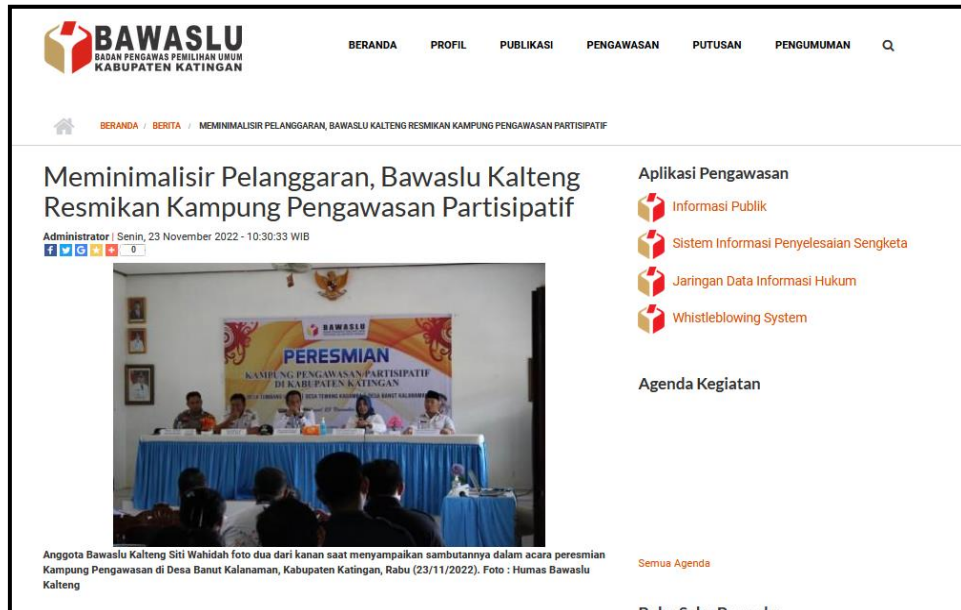 BAWASLU
BADAN PENGAWAS PEMILIHAN UMUM
KABUPATEN KATINGAN
BERANDA PROFIL PUBLIKASI PENGAWASAN PUTUSAN PENGUMUMAN
BERANDA / BERITA / MEMINIMALISIR PELANGGARAN, BAWASLU KALTENG RESMIKAN KAMPUNG PENGAWASAN PARTISIPATIF
Meminimalisir Pelanggaran, Bawaslu Kalteng
Resmikan Kampung Pengawasan Partisipatif
Administrator | Senin, 23 November 2022 - 10:30:33 WIB
0
BAWASLU
PERESMIAN
KAMPUNG PENGAWASAN PARTISIPATIF
DI KABUPATEN KATINGAN
Anggota Bawaslu Kalteng Siti Wahidah foto dua dari kanan saat menyampaikan sambutannya dalam acara peresmian
Kampung Pengawasan di Desa Banut Kalanaman, Kabupaten Katingan, Rabu (23/11/2022). Foto : Humas Bawaslu
Kalteng
Aplikasi Pengawasan
Informasi Publik
Sistem Informasi Penyelesaian Sengketa
Jaringan Data Informasi Hukum
Whistleblowing System
Agenda Kegiatan
Semua Agenda